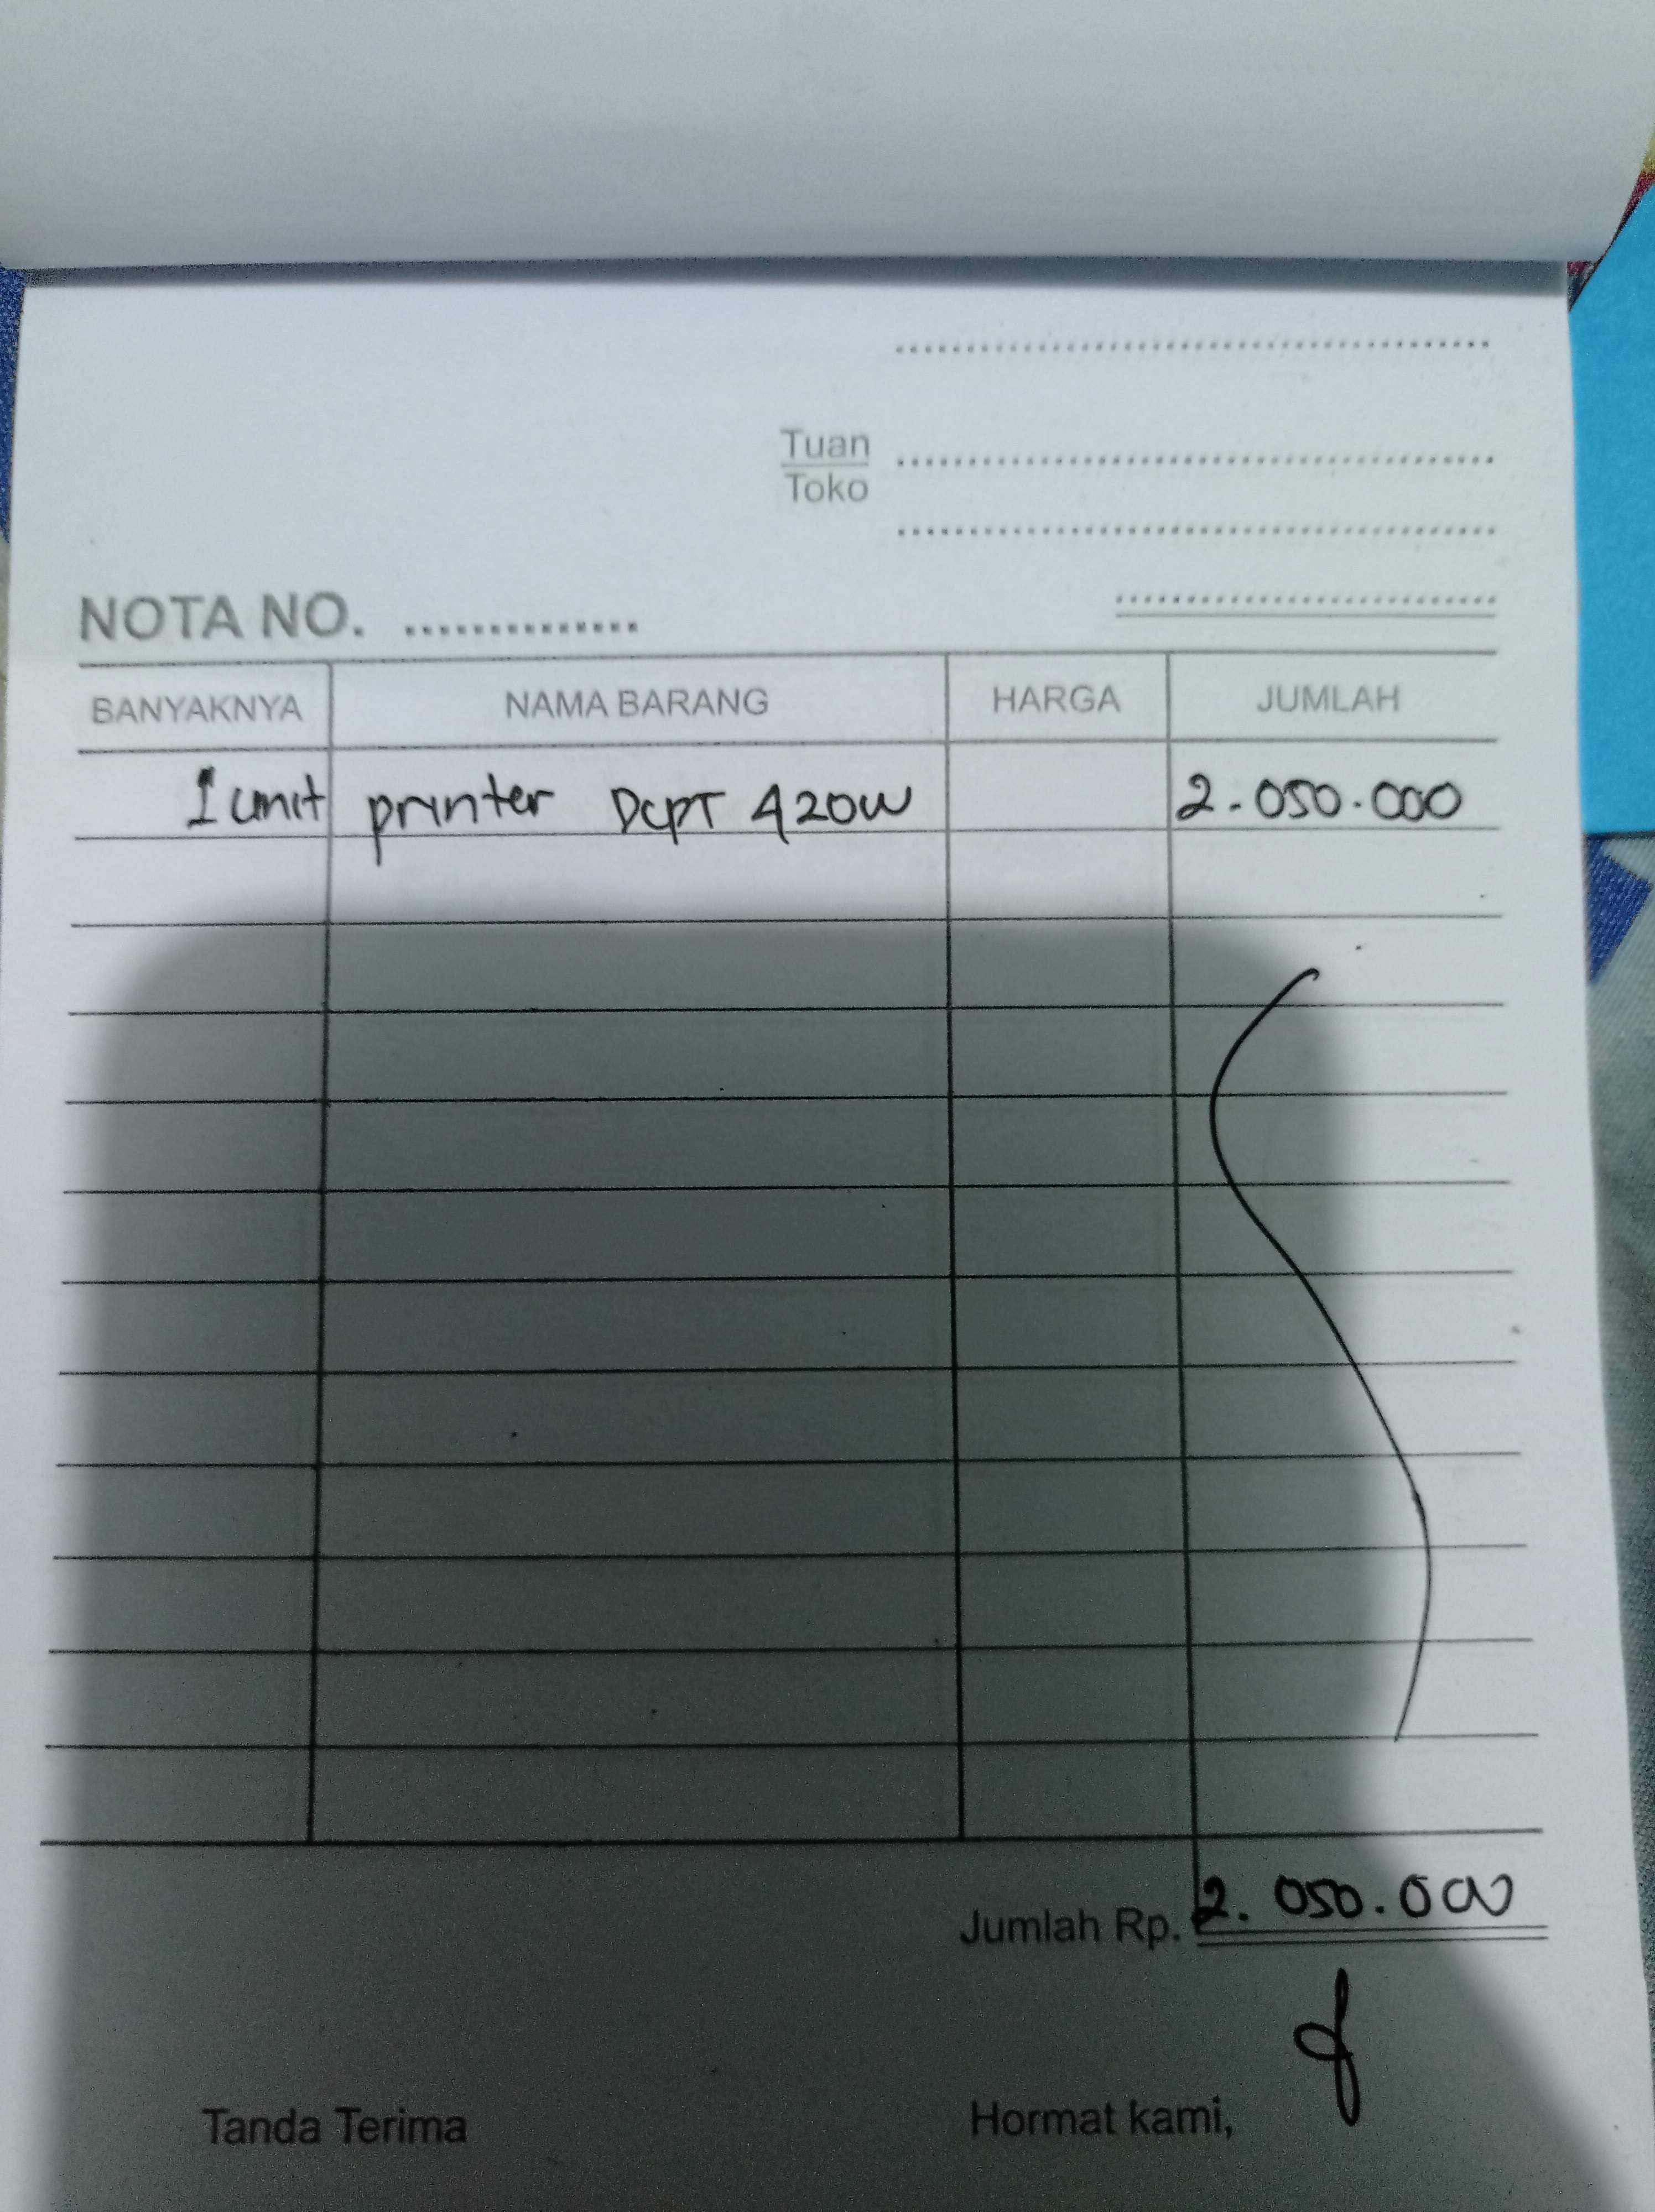 Tuan
Toko
NOTA NO. ...............
BANYAKNYA NAMA BARANG HARGA JUMLAH
1 unit printer DCPT 420W 2.050.000
Jumlah Rp. 2.050.000
Tanda Terima Hormat kami,